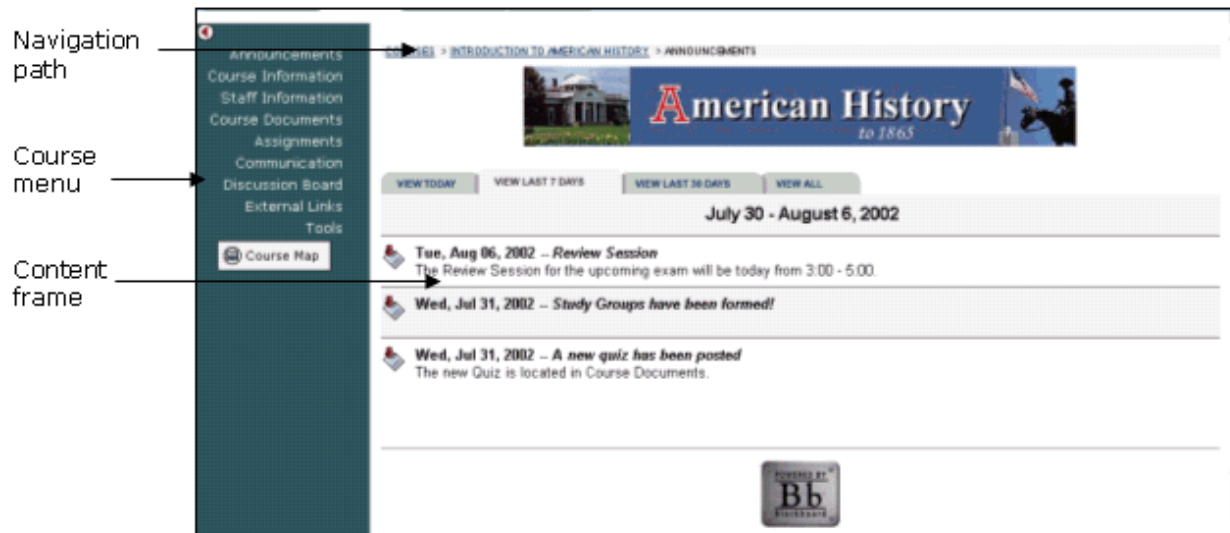 Navigation
path
COURSES > INTRODUCTION TO AMERICAN HISTORY > ANNOUNCEMENTS
American History
to 1865
Announcements
Course Information
Staff Information
Course Documents
Assignments
Communication
Discussion Board
External Links
Tools
Course Map
Course
menu
Content
frame
VIEW TODAY VIEW LAST 7 DAYS VIEW LAST 30 DAYS VIEW ALL
July 30 - August 6, 2002
Tue, Aug 06, 2002 -- Review Session
The Review Session for the upcoming exam will be today from 3:00 - 5:00.
Wed, Jul 31, 2002 -- Study Groups have been formed!
Wed, Jul 31, 2002 -- A new quiz has been posted
The new Quiz is located in Course Documents.
POWERED BY
Bb
Blackboard